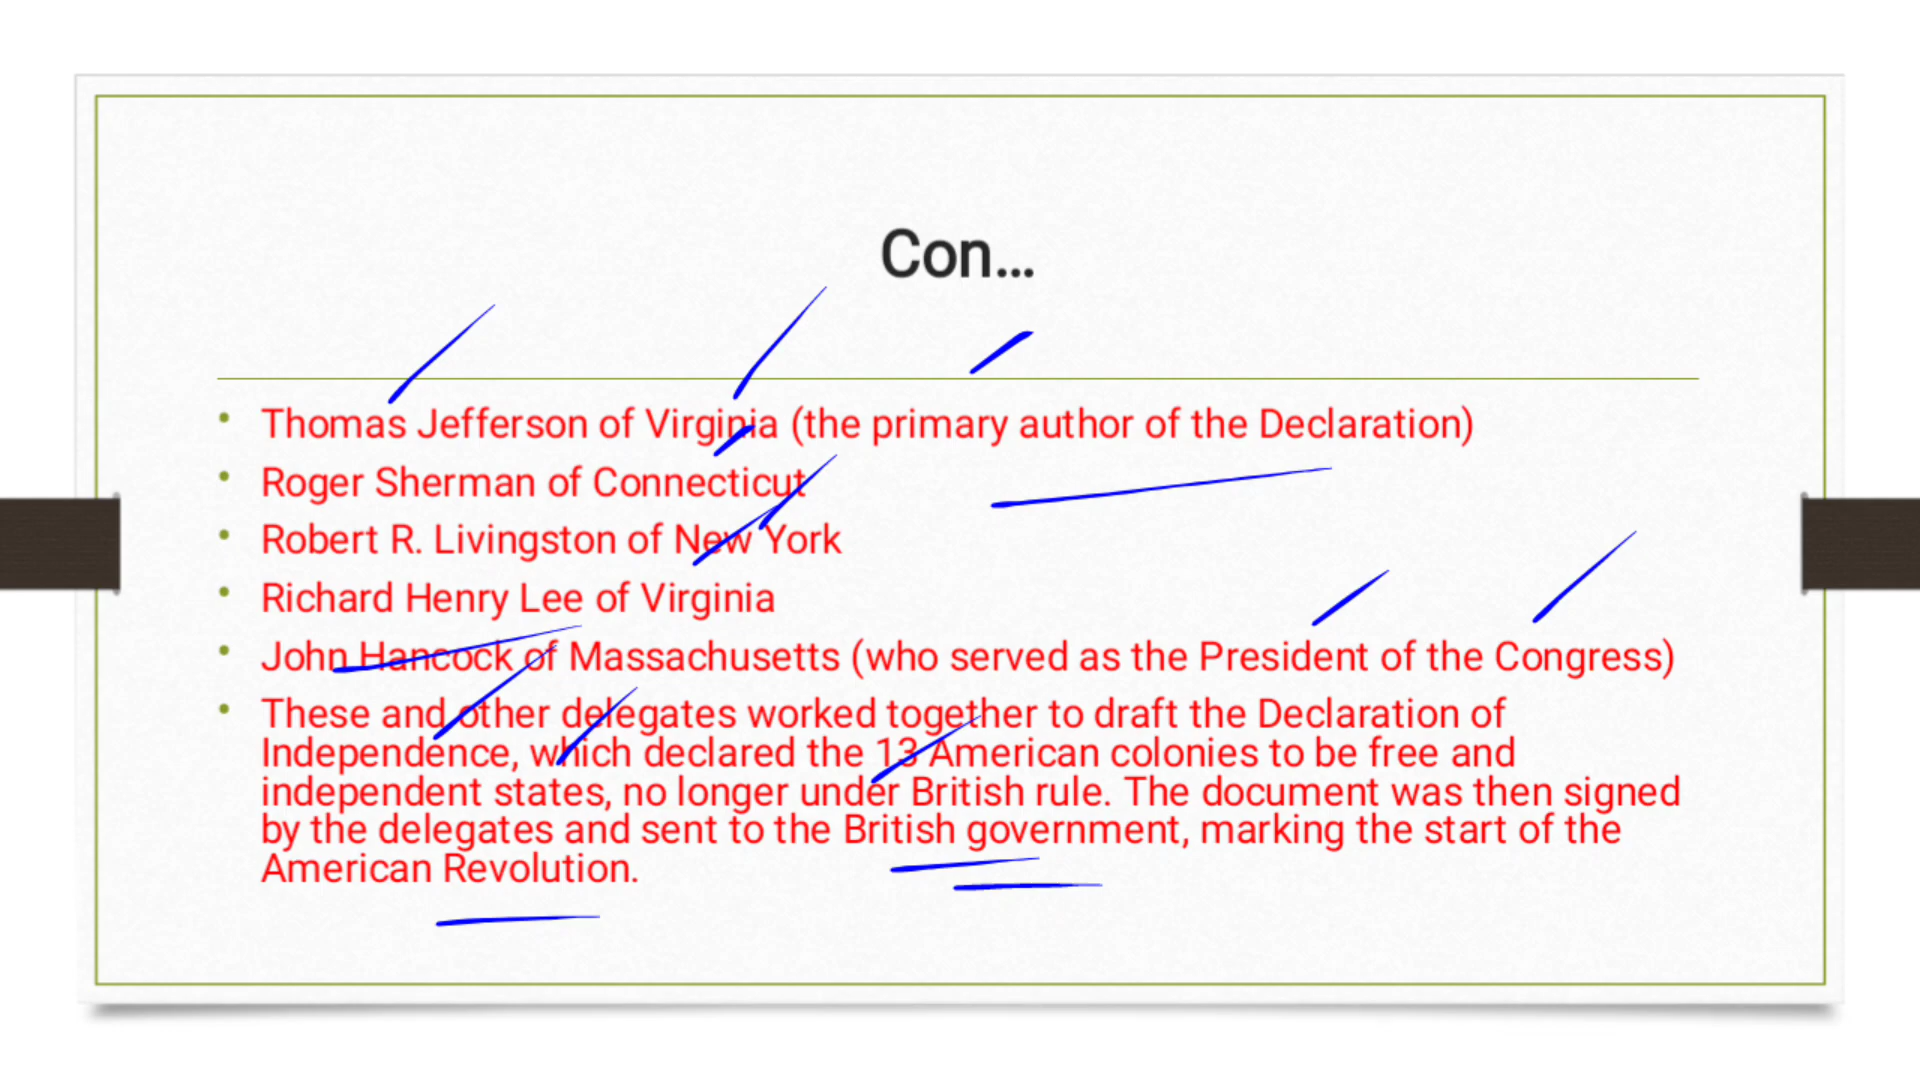 Con...
• Thomas Jefferson of Virginia (the primary author of the Declaration)
• Roger Sherman of Connecticut
• Robert R. Livingston of New York
• Richard Henry Lee of Virginia
• John Hancock of Massachusetts (who served as the President of the Congress)
• These and other delegates worked together to draft the Declaration of
Independence, which declared the 13 American colonies to be free and
independent states, no longer under British rule. The document was then signed
by the delegates and sent to the British government, marking the start of the
American Revolution.